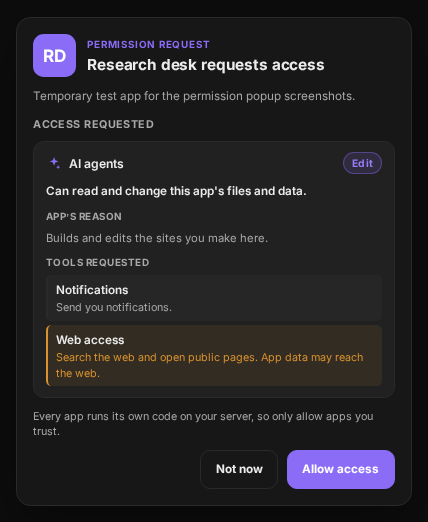 RD
PERMISSION REQUEST
Research desk requests access
Temporary test app for the permission popup screenshots.
ACCESS REQUESTED
AI agents
Edit
Can read and change this app's files and data.
APP'S REASON
Builds and edits the sites you make here.
TOOLS REQUESTED
Notifications
Send you notifications.
Web access
Search the web and open public pages. App data may reach
the web.
Every app runs its own code on your server, so only allow apps you
trust.
Not now
Allow access